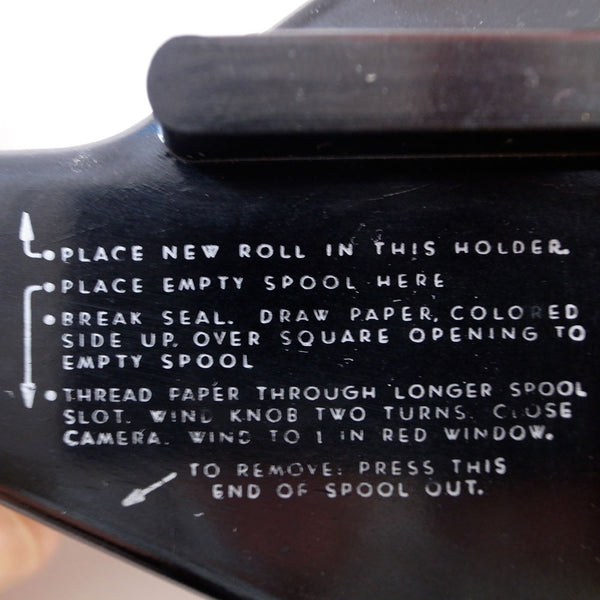 •PLACE NEW ROLL IN THIS HOLDER.
•PLACE EMPTY SPOOL HERE
•BREAK SEAL. DRAW PAPER, COLORED
SIDE UP, OVER SQUARE OPENING TO
EMPTY SPOOL
•THREAD PAPER THROUGH LONGER SPOOL
SLOT. WIND KNOB TWO TURNS. CLOSE
CAMERA. WIND TO 1 IN RED WINDOW.
TO REMOVE: PRESS THIS
END OF SPOOL OUT.